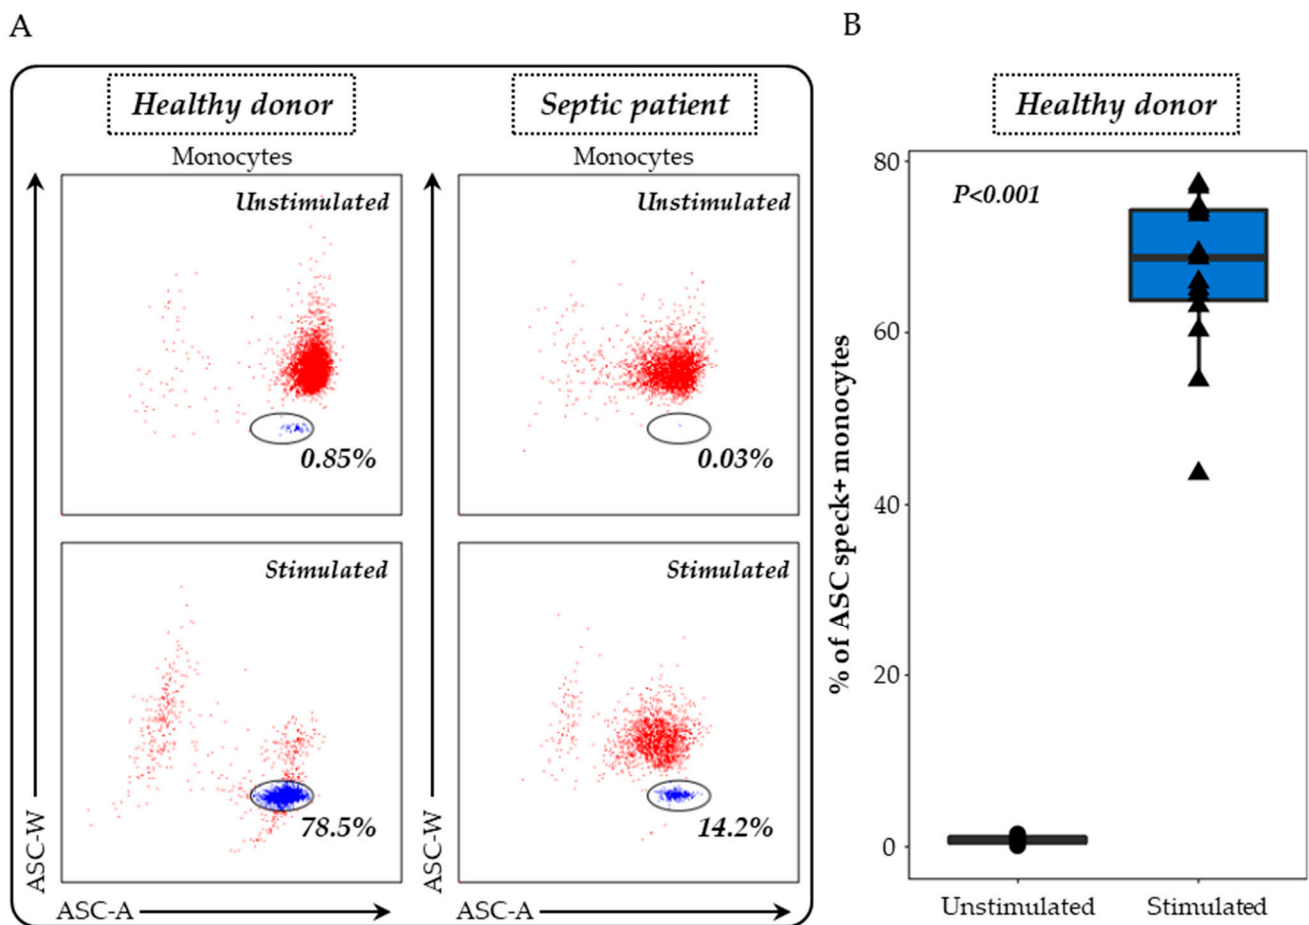 A
B
Healthy donor
Septic patient
Healthy donor
Monocytes
Monocytes
Unstimulated
0.85%
Unstimulated
0.03%
Stimulated
78.5%
Stimulated
14.2%
ASC-W
ASC-W
ASC-A
ASC-A
P<0.001
% of ASC speck+ monocytes
80
60
40
20
0
Unstimulated
Stimulated